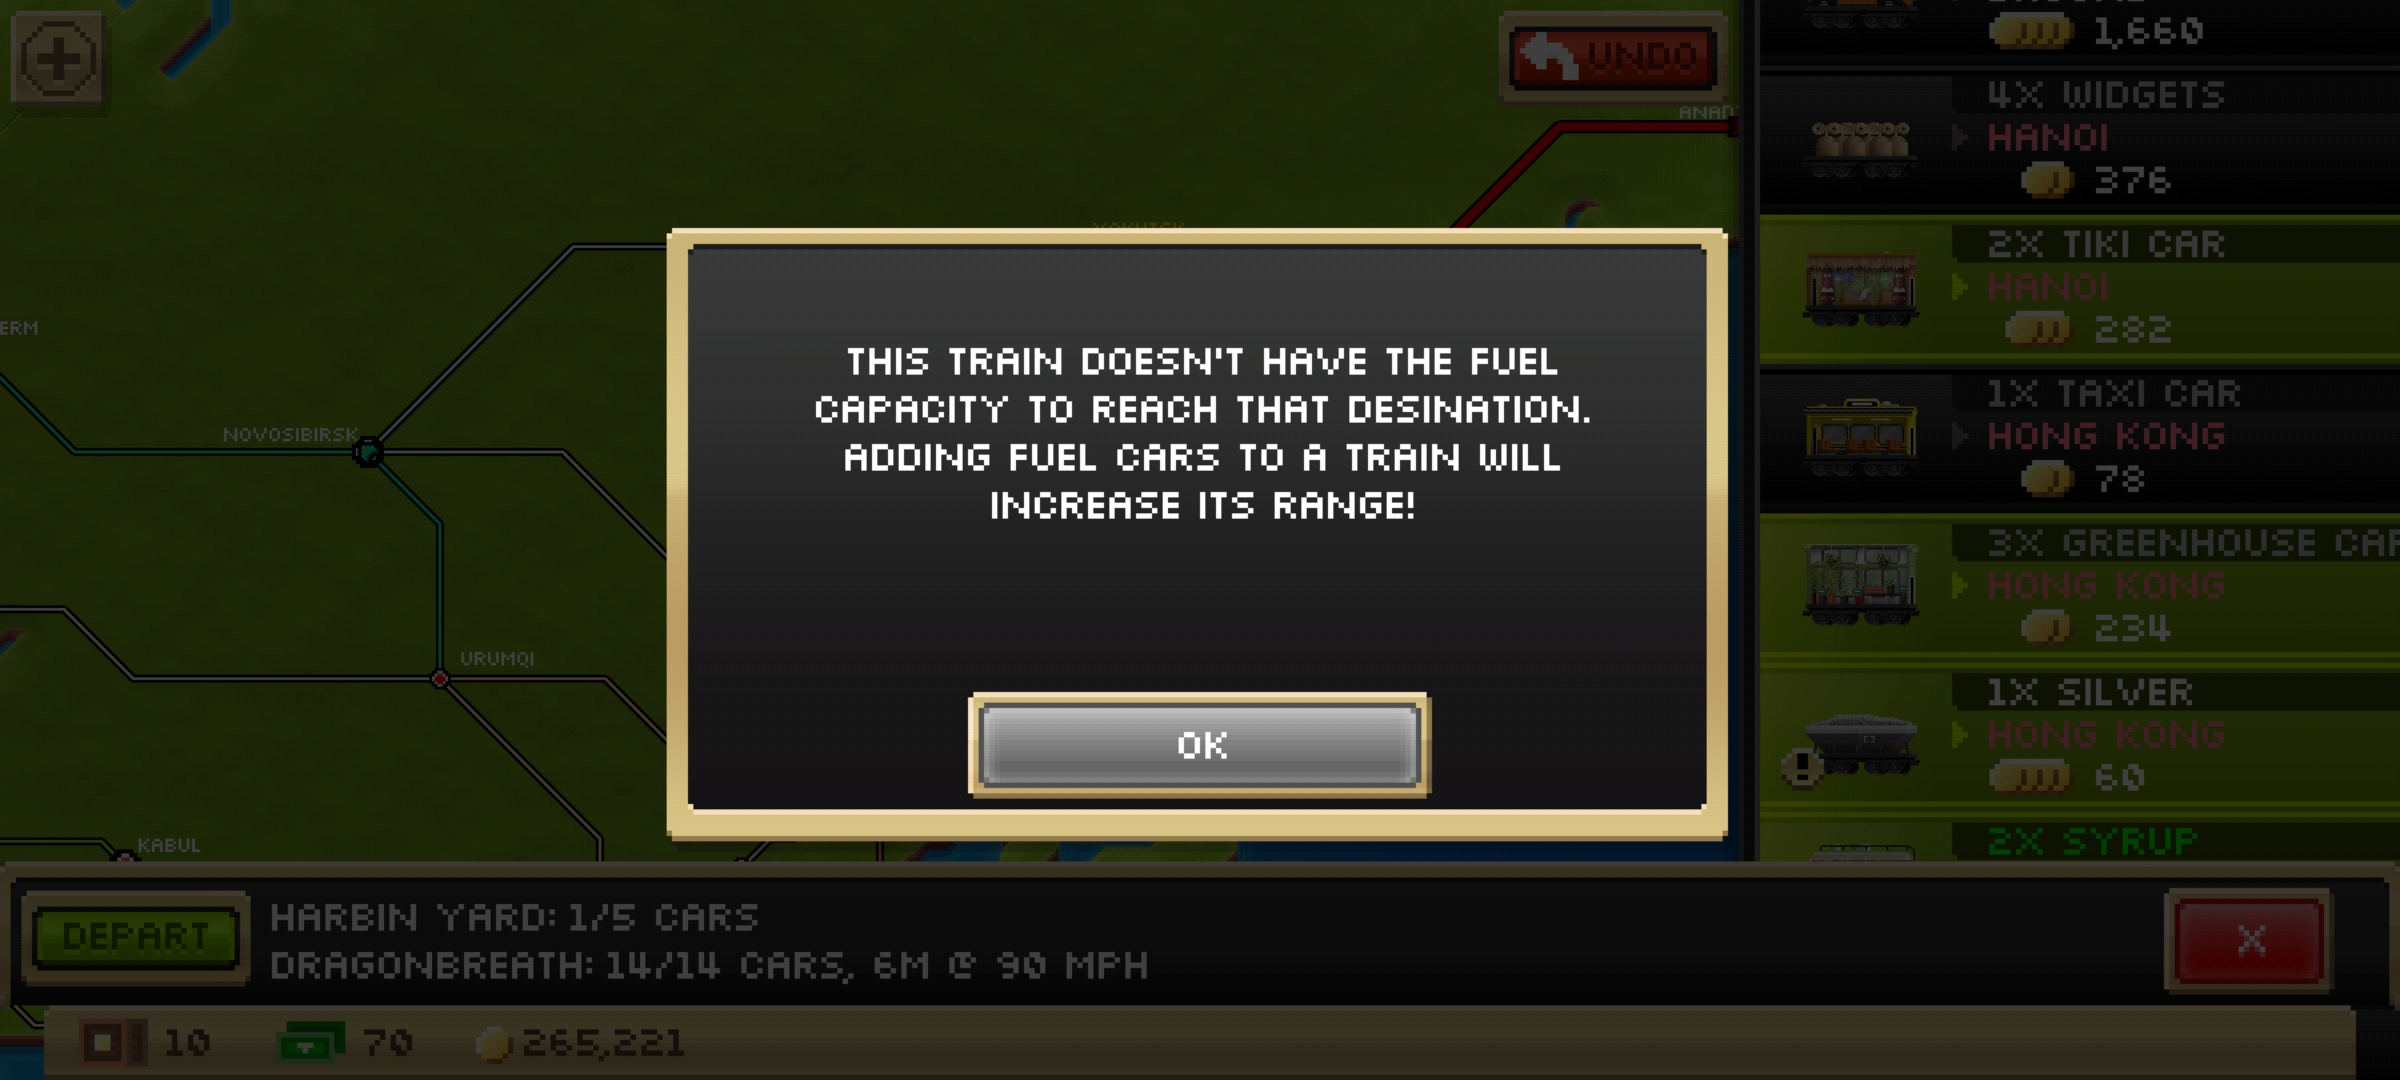 UNDO
ANAD
ERM
NOVOSIBIRSK
URUMQI
KABUL
THIS TRAIN DOESN'T HAVE THE FUEL
CAPACITY TO REACH THAT DESINATION.
ADDING FUEL CARS TO A TRAIN WILL
INCREASE ITS RANGE!
OK
1,660
4X WIDGETS
HANOI
376
2X TIKI CAR
HANOI
282
1X TAXI CAR
HONG KONG
78
3X GREENHOUSE CAR
HONG KONG
234
1X SILVER
HONG KONG
60
2X SYRUP
DEPART
HARBIN YARD: 1/5 CARS
DRAGONBREATH: 14/14 CARS, 6M @ 90 MPH
X
10
70
265,221